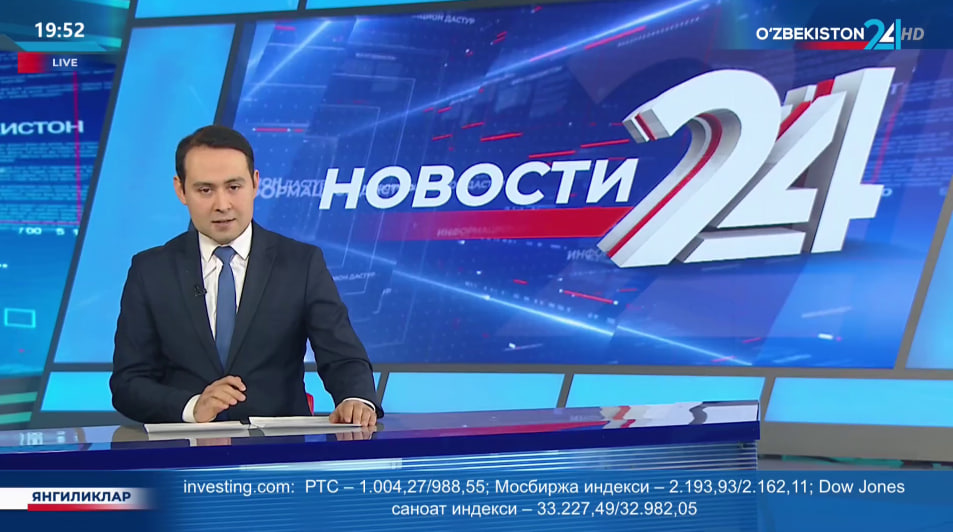 19:52
LIVE
O‘ZBEKISTON 24 HD
ИСТОН
НОВОСТИ 24
ЯНГИЛИКЛАР
investing.com: РТС – 1.004,27/988,55; Мосбиржа индекси – 2.193,93/2.162,11; Dow Jones
саноат индекси – 33.227,49/32.982,05